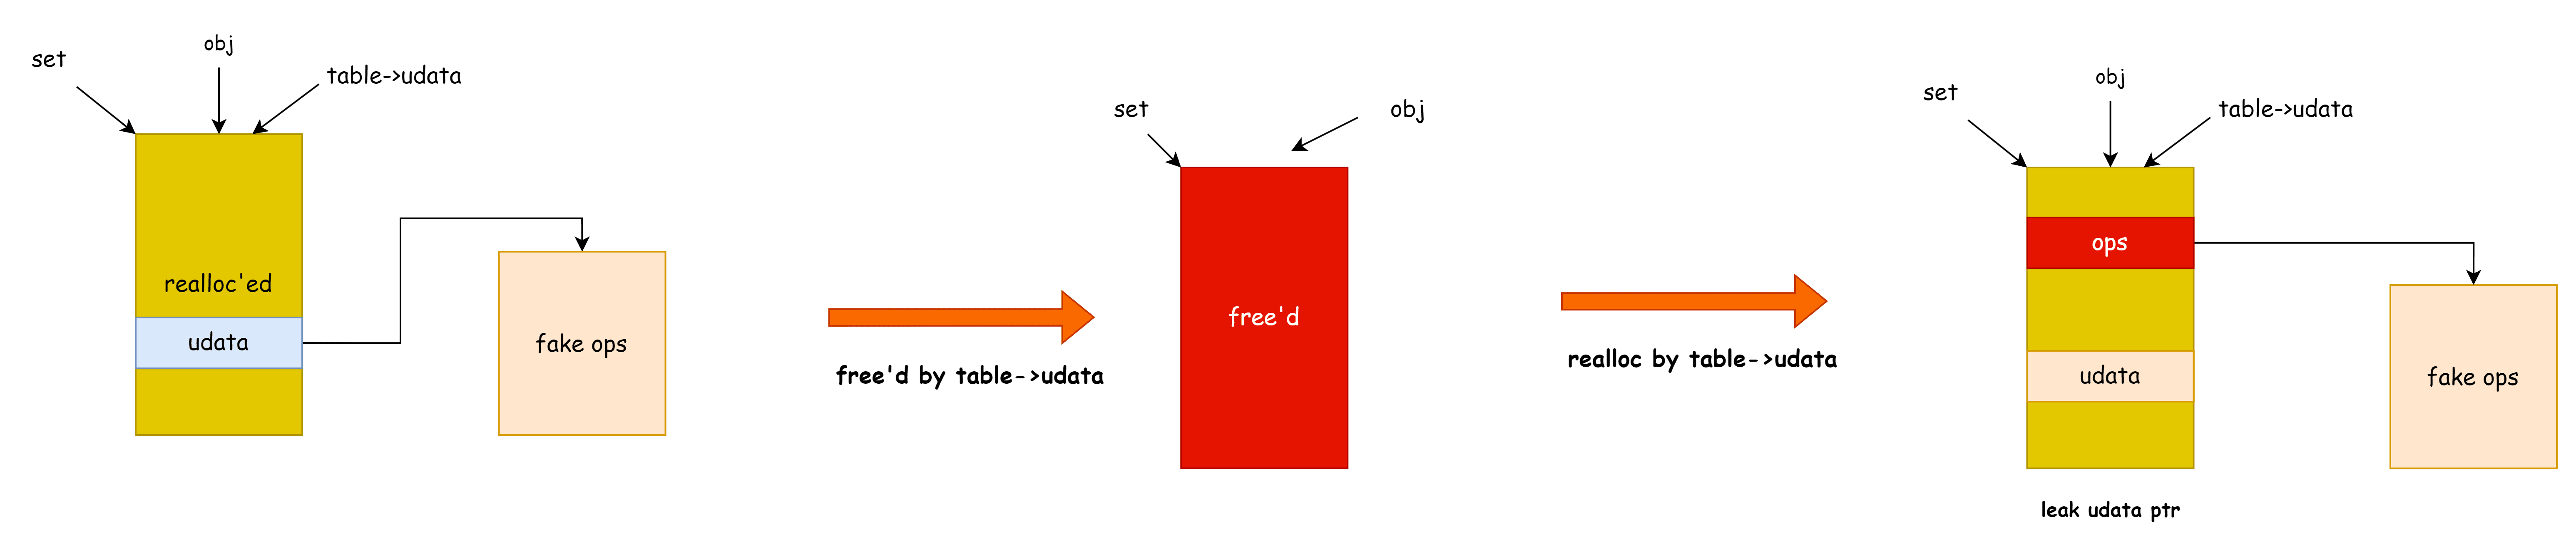 set
obj
table->udata
realloc'ed
udata
fake ops
free'd by table->udata
set
obj
free'd
realloc by table->udata
set
obj
table->udata
ops
udata
fake ops
leak udata ptr